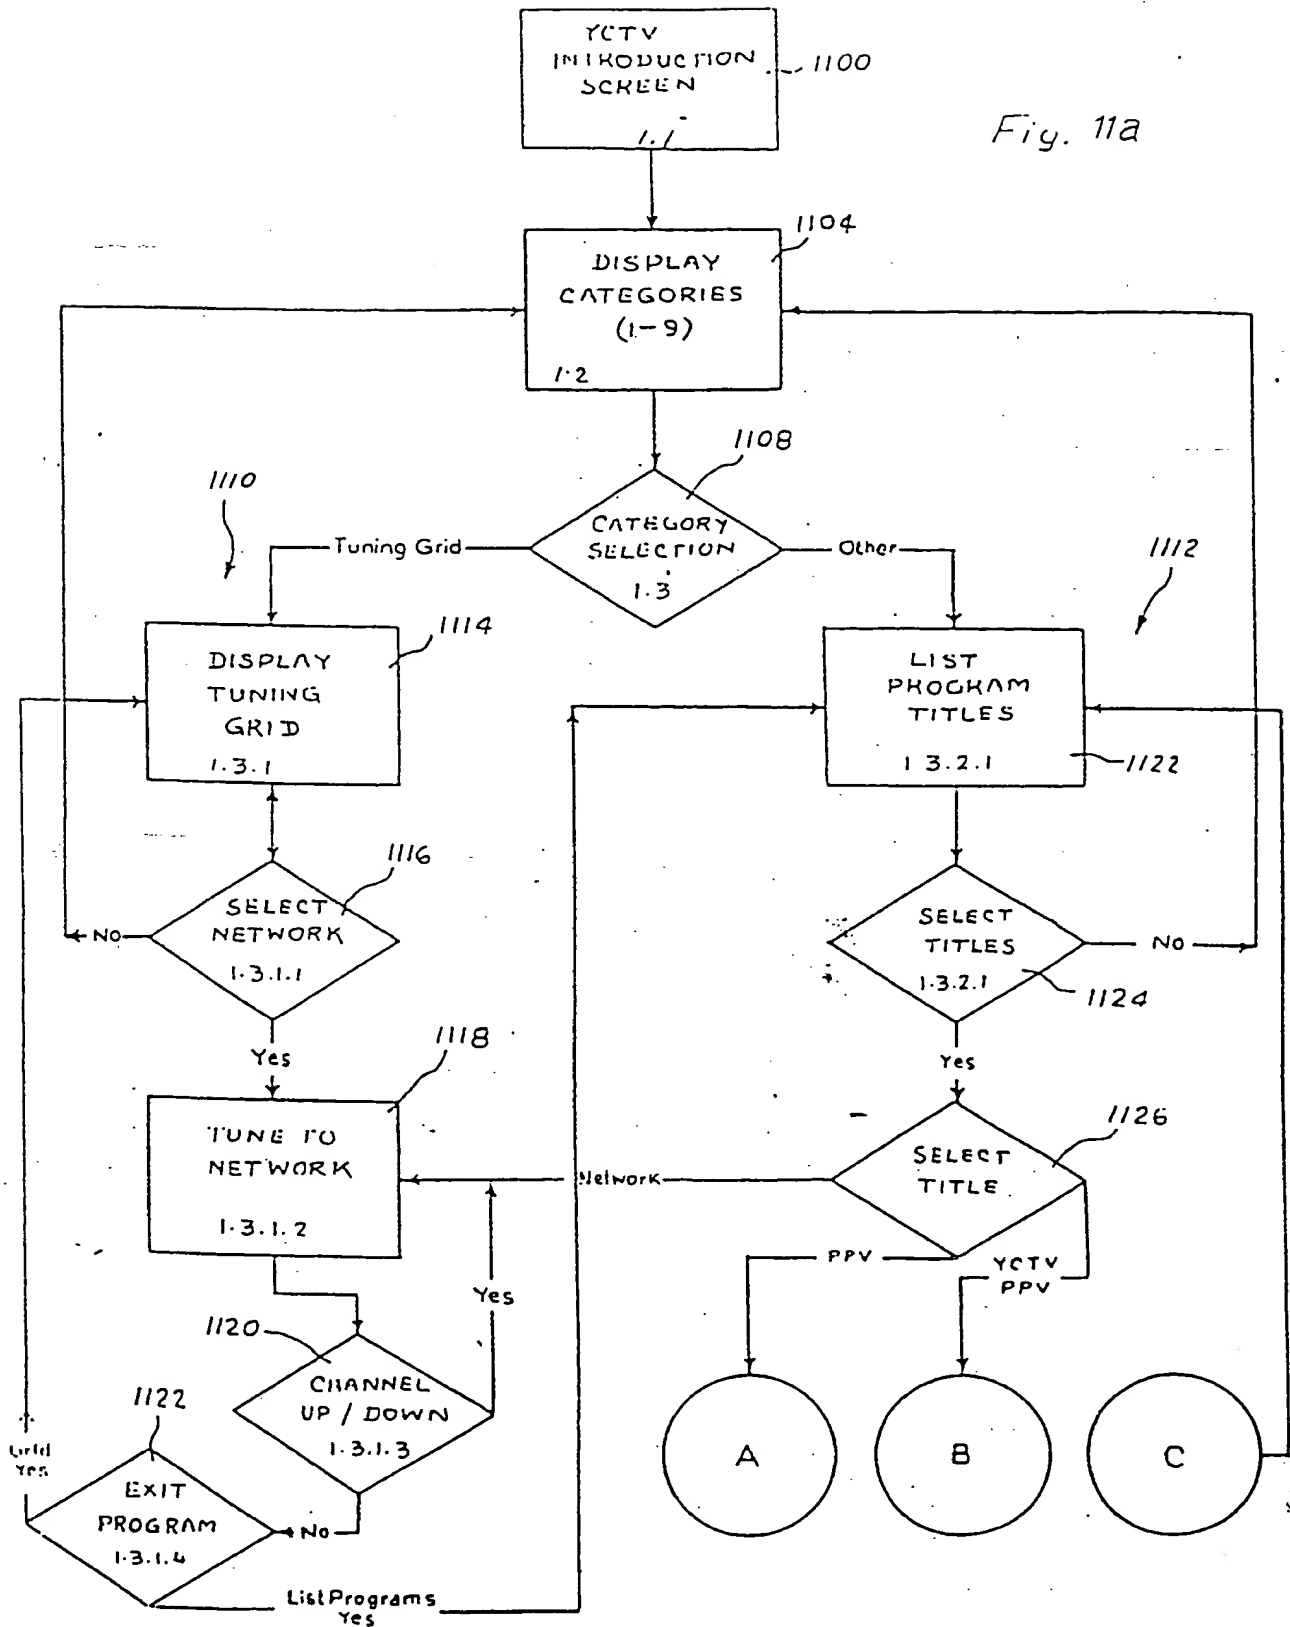 YCTV
INTRODUCTION
SCREEN
1.1
1100
Fig. 11a
1104
DISPLAY
CATEGORIES
(1-9)
1.2
1108
CATEGORY
SELECTION
1.3
1110
Tuning Grid
Other
1112
1114
DISPLAY
TUNING
GRID
1.3.1
LIST
PROGRAM
TITLES
1 3.2.1
1122
1116
SELECT
NETWORK
1.3.1.1
No
Yes
SELECT
TITLES
1.3.2.1
No
1124
Yes
1118
TUNE TO
NETWORK
1.3.1.2
Network
1126
SELECT
TITLE
PPV
YCTV
PPV
Yes
1120
CHANNEL
UP / DOWN
1.3.1.3
No
1122
Grid
Yes
EXIT
PROGRAM
1.3.1.4
List Programs
Yes
A
B
C